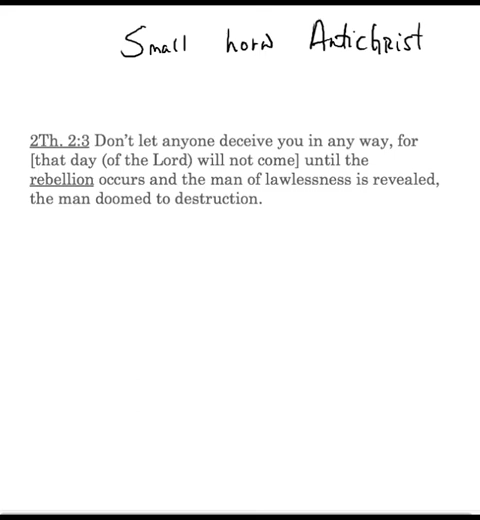 Small horn Antichrist
2Th. 2:3 Don’t let anyone deceive you in any way, for
[that day (of the Lord) will not come] until the
rebellion occurs and the man of lawlessness is revealed,
the man doomed to destruction.